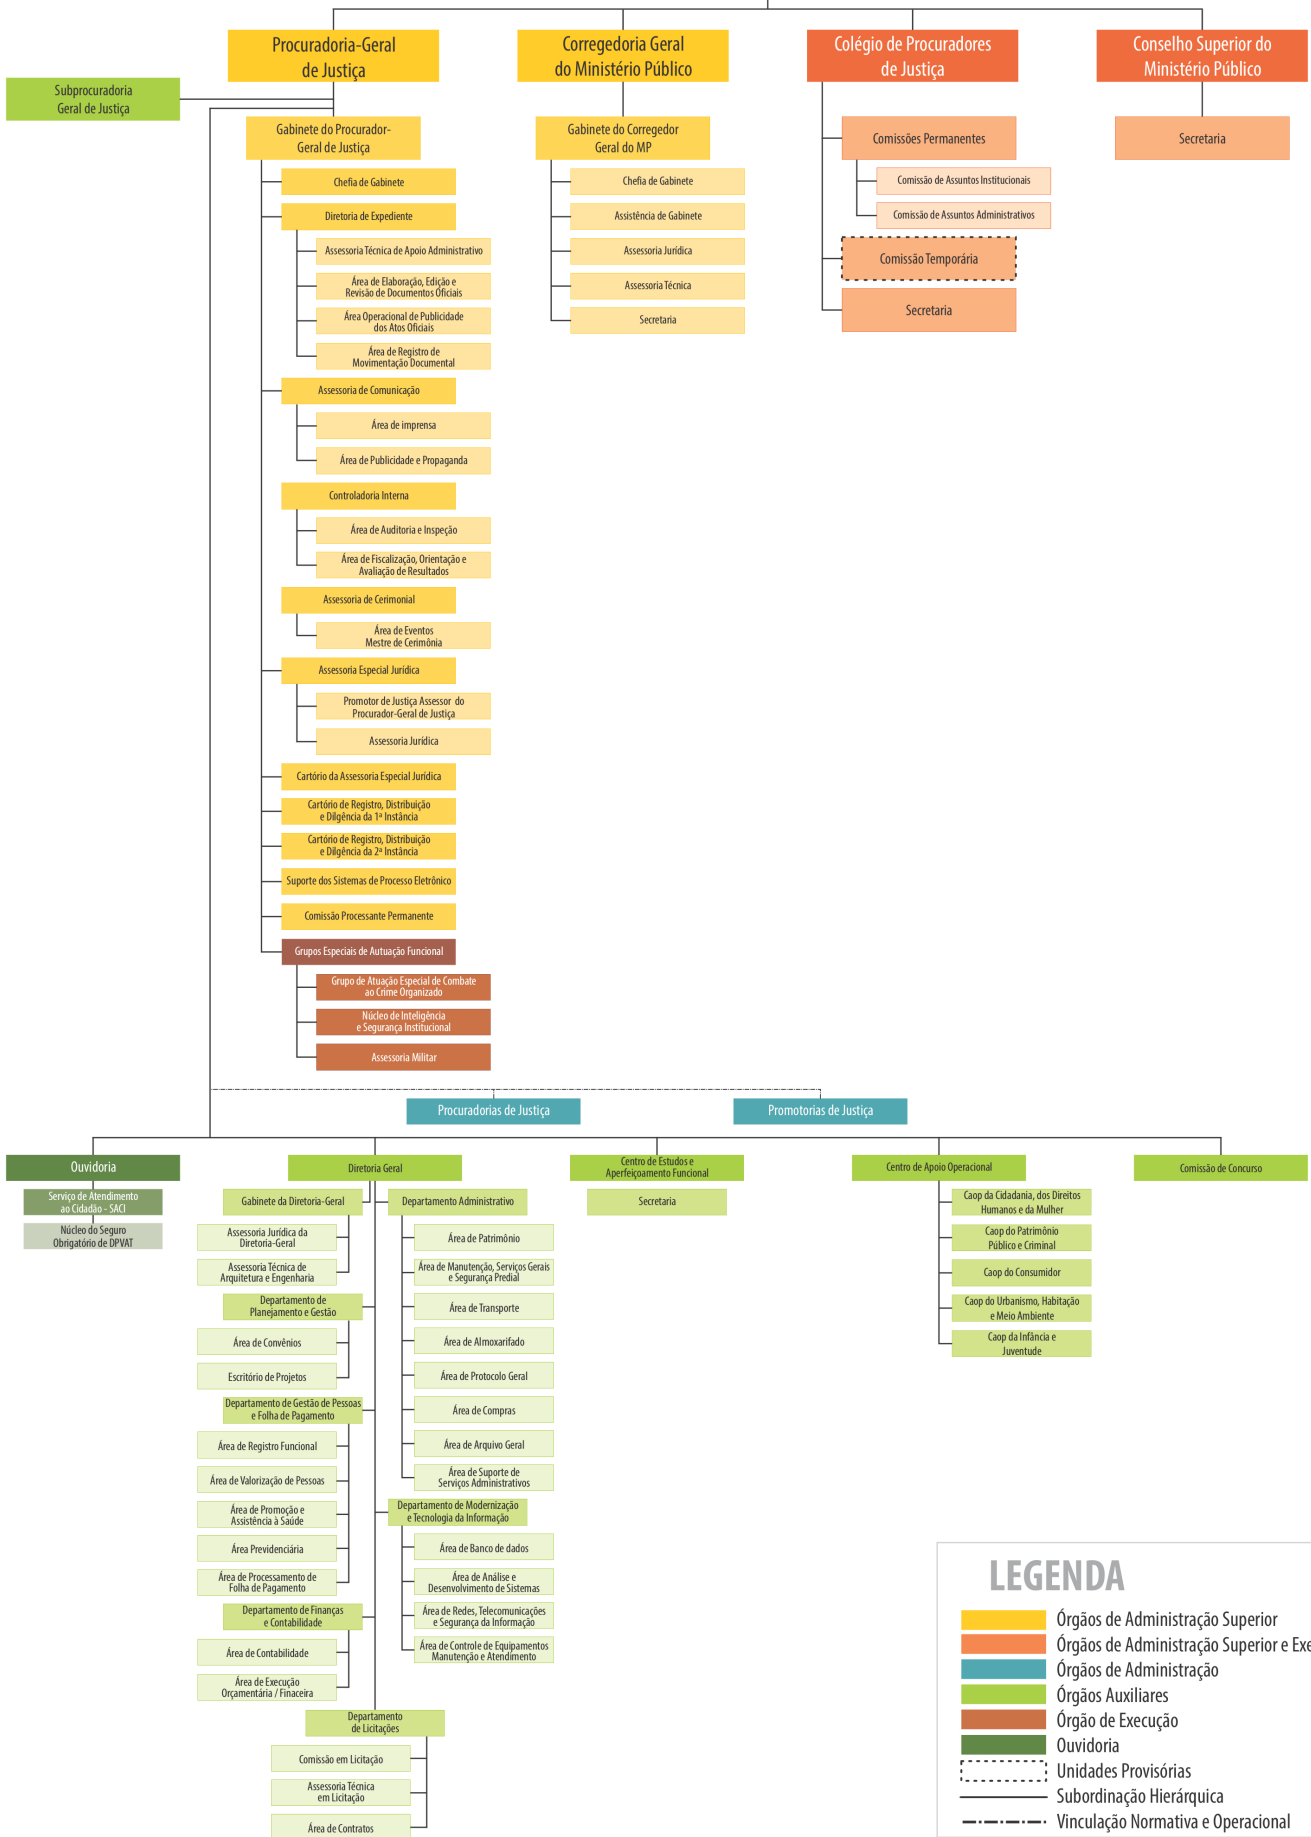 Procuradoria-Geral
de Justiça
Corregedoria Geral
do Ministério Público
Colégio de Procuradores
de Justiça
Conselho Superior do
Ministério Público
Subprocuradoria
Geral de Justiça
Gabinete do Procurador-
Geral de Justiça
Chefia de Gabinete
Diretoria de Expediente
Assessoria Técnica de Apoio Administrativo
Área de Elaboração, Edição e
Revisão de Documentos Oficiais
Área Operacional de Publicidade
dos Atos Oficiais
Área de Registro de
Movimentação Documental
Assessoria de Comunicação
Área de imprensa
Área de Publicidade e Propaganda
Controladoria Interna
Área de Auditoria e Inspeção
Área de Fiscalização, Orientação e
Avaliação de Resultados
Assessoria de Cerimonial
Área de Eventos
Mestre de Cerimônia
Assessoria Especial Jurídica
Promotor de Justiça Assessor do
Procurador-Geral de Justiça
Assessoria Jurídica
Cartório da Assessoria Especial Jurídica
Cartório de Registro, Distribuição
e Dilgência da 1ª Instância
Cartório de Registro, Distribuição
e Dilgência da 2ª Instância
Suporte dos Sistemas de Processo Eletrônico
Comissão Processante Permanente
Grupos Especiais de Autuação Funcional
Grupo de Atuação Especial de Combate
ao Crime Organizado
Núcleo de Inteligência
e Segurança Institucional
Assessoria Militar
Gabinete do Corregedor
Geral do MP
Chefia de Gabinete
Assistência de Gabinete
Assessoria Jurídica
Assessoria Técnica
Secretaria
Comissões Permanentes
Comissão de Assuntos Institucionais
Comissão de Assuntos Administrativos
Comissão Temporária
Secretaria
Secretaria
Procuradorias de Justiça
Promotorias de Justiça
Ouvidoria
Serviço de Atendimento
ao Cidadão - SACI
Núcleo do Seguro
Obrigatório de DPVAT
Diretoria Geral
Gabinete da Diretoria-Geral
Assessoria Jurídica da
Diretoria-Geral
Assessoria Técnica de
Arquitetura e Engenharia
Departamento de
Planejamento e Gestão
Área de Convênios
Escritório de Projetos
Departamento de Gestão de Pessoas
e Folha de Pagamento
Área de Registro Funcional
Área de Valorização de Pessoas
Área de Promoção e
Assistência à Saúde
Área Previdenciária
Área de Processamento de
Folha de Pagamento
Departamento de Finanças
e Contabilidade
Área de Contabilidade
Área de Execução
Orçamentária / Finaceira
Departamento
de Licitações
Comissão em Licitação
Assessoria Técnica
em Licitação
Área de Contratos
Departamento Administrativo
Área de Patrimônio
Área de Manutenção, Serviços Gerais
e Segurança Predial
Área de Transporte
Área de Almoxarifado
Área de Protocolo Geral
Área de Compras
Área de Arquivo Geral
Área de Suporte de
Serviços Administrativos
Departamento de Modernização
e Tecnologia da Informação
Área de Banco de dados
Área de Análise e
Desenvolvimento de Sistemas
Área de Redes, Telecomunicações
e Segurança da Informação
Área de Controle de Equipamentos
Manutenção e Atendimento
Centro de Estudos e
Aperfeiçoamento Funcional
Secretaria
Centro de Apoio Operacional
Caop da Cidadania, dos Direitos
Humanos e da Mulher
Caop do Patrimônio
Público e Criminal
Caop do Consumidor
Caop do Urbanismo, Habitação
e Meio Ambiente
Caop da Infância e
Juventude
Comissão de Concurso
LEGENDA
Órgãos de Administração Superior
Órgãos de Administração Superior e Exe
Órgãos de Administração
Órgãos Auxiliares
Órgão de Execução
Ouvidoria
Unidades Provisórias
Subordinação Hierárquica
Vinculação Normativa e Operacional